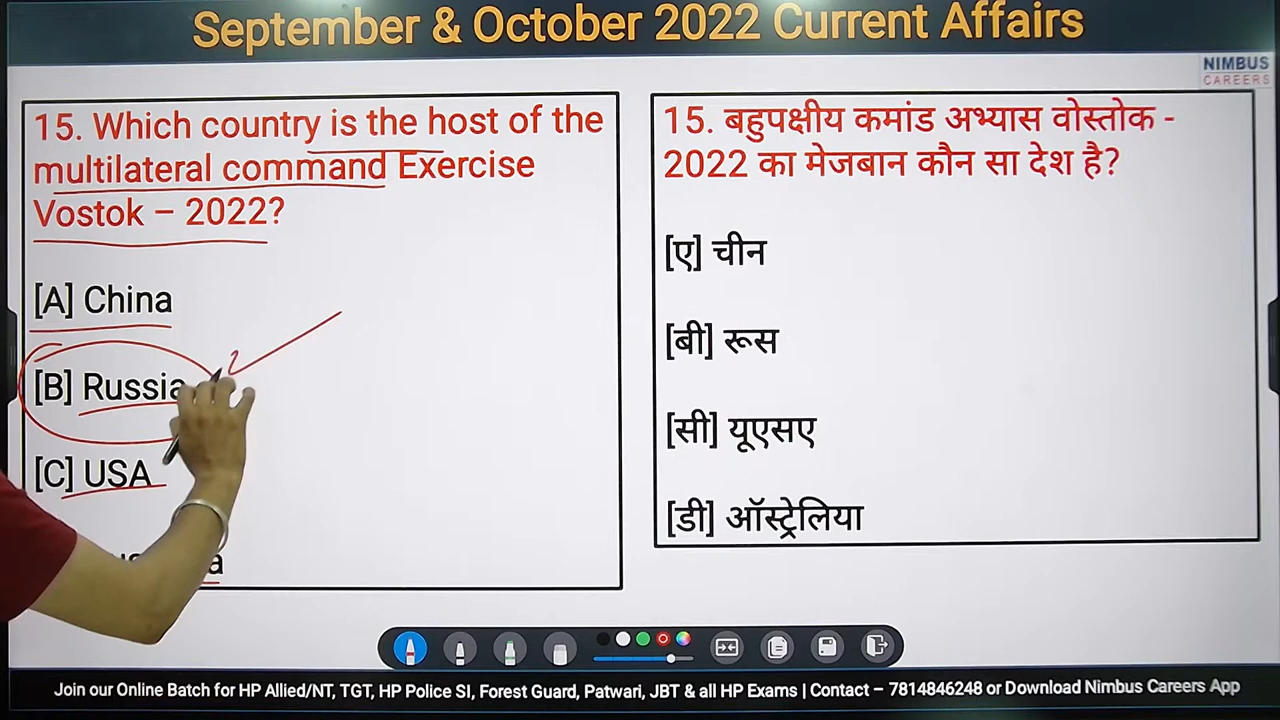 September & October 2022 Current Affairs
NIMBUS
CAREERS
15. Which country is the host of the
multilateral command Exercise
Vostok – 2022?
[A] China
[B] Russia
[C] USA
a
15. बहुपक्षीय कमांड अभ्यास वोस्तोक -
2022 का मेजबान कौन सा देश है?
[ए] चीन
[बी] रूस
[सी] यूएसए
[डी] ऑस्ट्रेलिया
Join our Online Batch for HP Allied/NT, TGT, HP Police SI, Forest Guard, Patwari, JBT & all HP Exams | Contact – 7814846248 or Download Nimbus Careers App